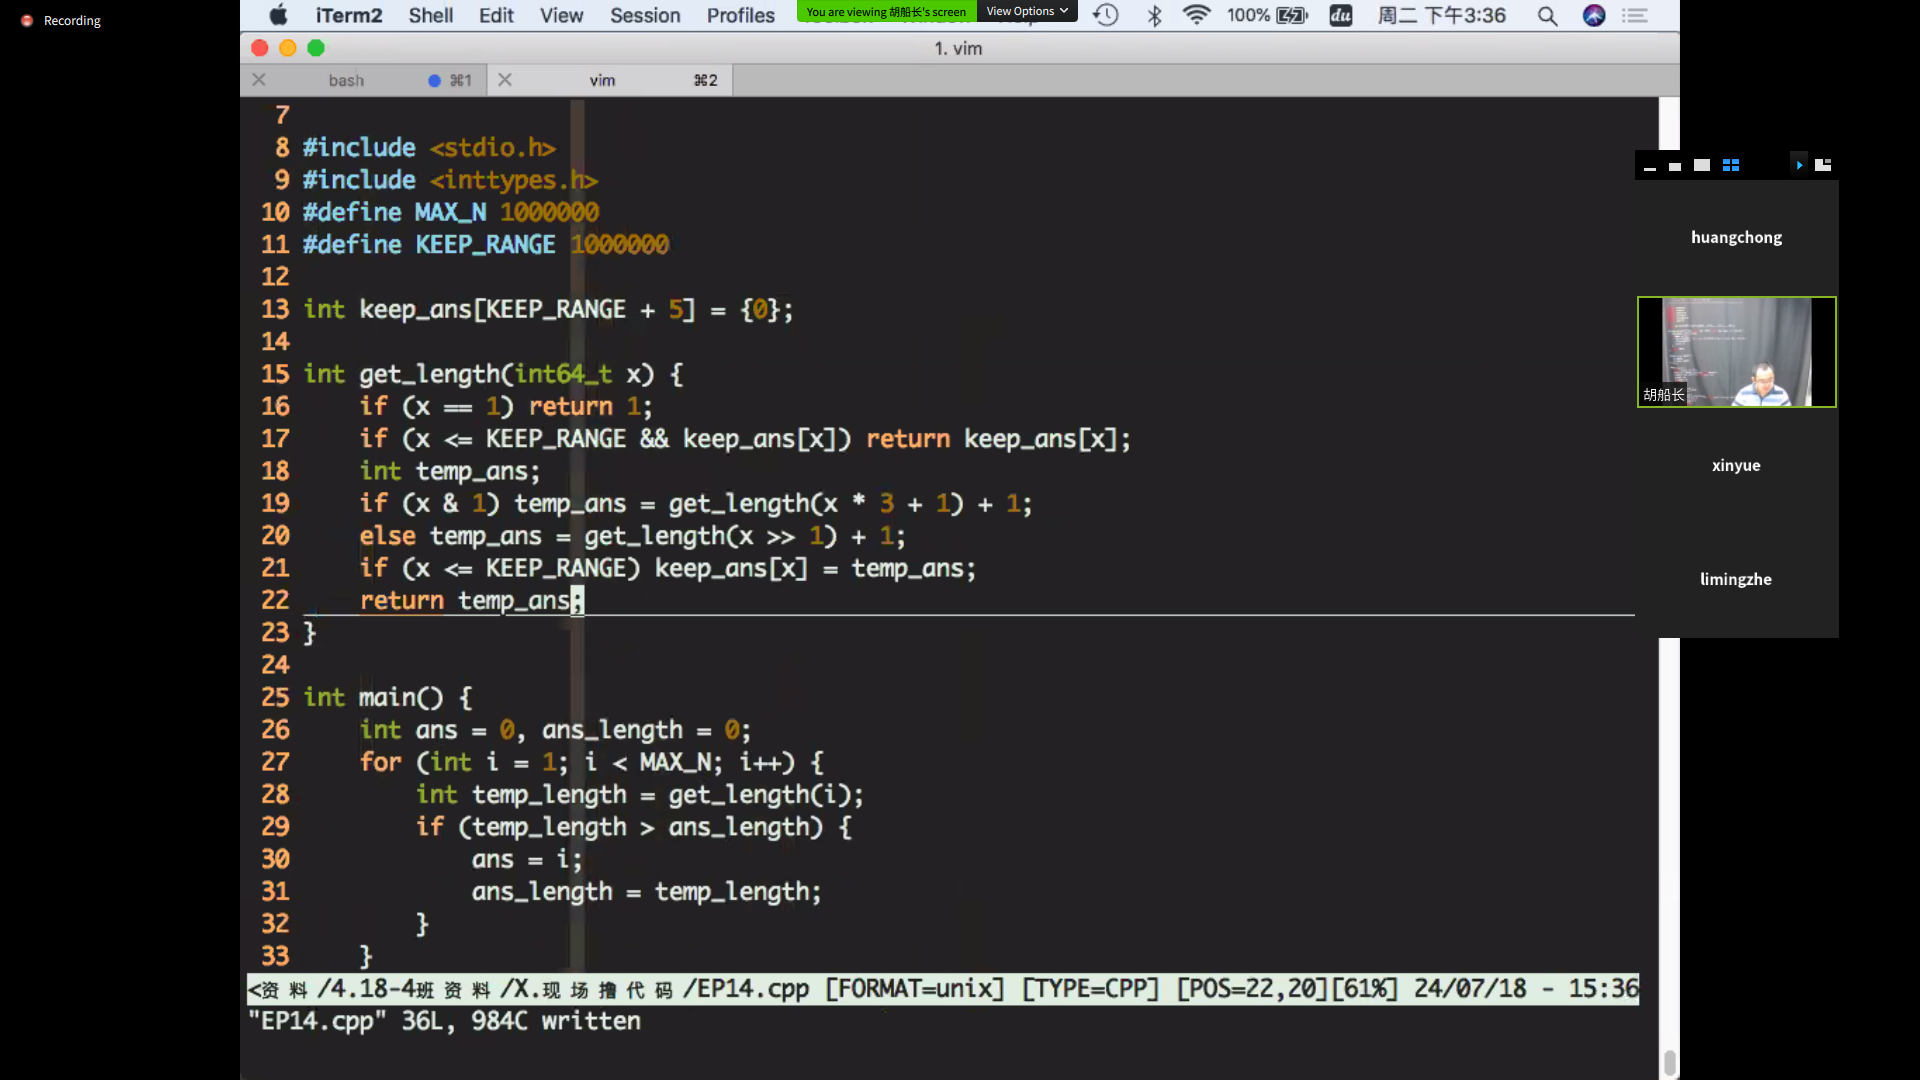 Recording
iTerm2 Shell Edit View Session Profiles
You are viewing 胡船长's screen View Options
100% du 周二 下午3:36
1. vim
bash ⌘1 vim ⌘2
7
8 #include <stdio.h>
9 #include <inttypes.h>
10 #define MAX_N 1000000
11 #define KEEP_RANGE 1000000
12
13 int keep_ans[KEEP_RANGE + 5] = {0};
14
15 int get_length(int64_t x) {
16 if (x == 1) return 1;
17 if (x <= KEEP_RANGE && keep_ans[x]) return keep_ans[x];
18 int temp_ans;
19 if (x & 1) temp_ans = get_length(x * 3 + 1) + 1;
20 else temp_ans = get_length(x >> 1) + 1;
21 if (x <= KEEP_RANGE) keep_ans[x] = temp_ans;
22 return temp_ans;
23 }
24
25 int main() {
26 int ans = 0, ans_length = 0;
27 for (int i = 1; i < MAX_N; i++) {
28 int temp_length = get_length(i);
29 if (temp_length > ans_length) {
30 ans = i;
31 ans_length = temp_length;
32 }
33 }
<资料/4.18-4班资料/X.现场撸代码/EP14.cpp [FORMAT=unix] [TYPE=CPP] [POS=22,20][61%] 24/07/18 - 15:36
"EP14.cpp" 36L, 984C written
huangchong
胡船长
xinyue
limingzhe